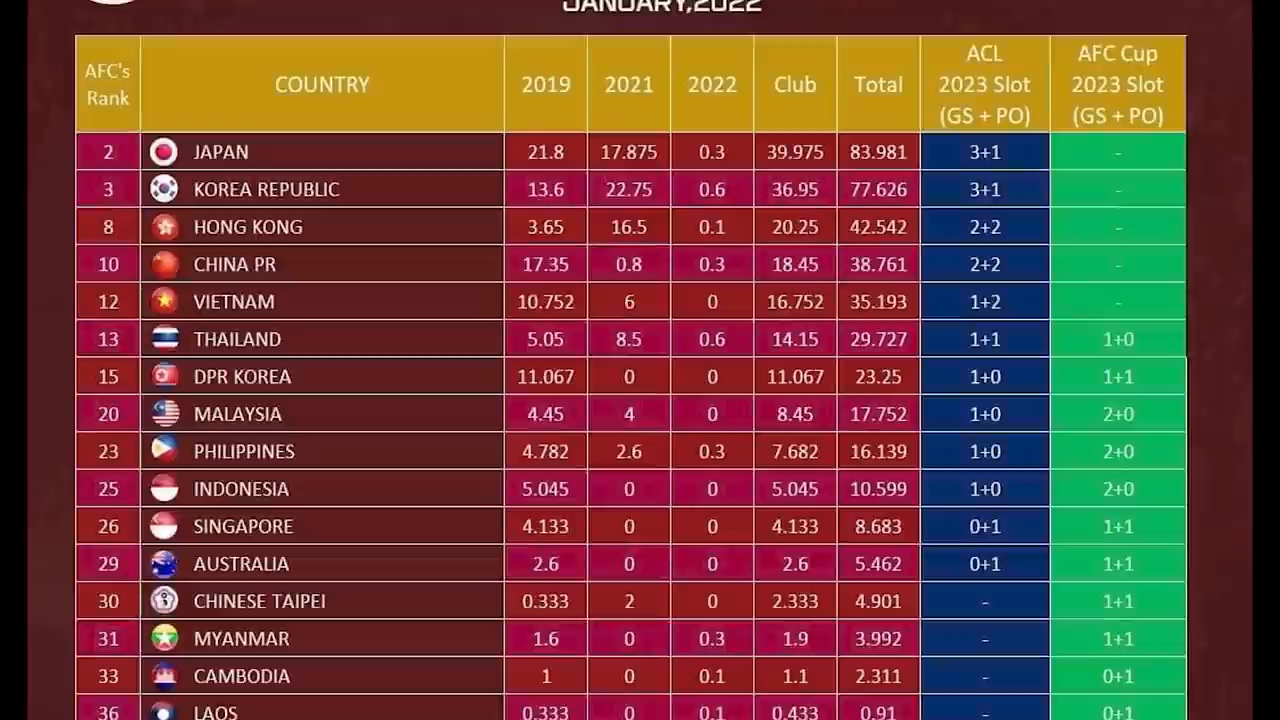 JANUARY,2022
AFC's Rank COUNTRY 2019 2021 2022 Club Total ACL 2023 Slot (GS + PO) AFC Cup 2023 Slot (GS + PO)
2 JAPAN 21.8 17.875 0.3 39.975 83.981 3+1 -
3 KOREA REPUBLIC 13.6 22.75 0.6 36.95 77.626 3+1 -
8 HONG KONG 3.65 16.5 0.1 20.25 42.542 2+2 -
10 CHINA PR 17.35 0.8 0.3 18.45 38.761 2+2 -
12 VIETNAM 10.752 6 0 16.752 35.193 1+2 -
13 THAILAND 5.05 8.5 0.6 14.15 29.727 1+1 1+0
15 DPR KOREA 11.067 0 0 11.067 23.25 1+0 1+1
20 MALAYSIA 4.45 4 0 8.45 17.752 1+0 2+0
23 PHILIPPINES 4.782 2.6 0.3 7.682 16.139 1+0 2+0
25 INDONESIA 5.045 0 0 5.045 10.599 1+0 2+0
26 SINGAPORE 4.133 0 0 4.133 8.683 0+1 1+1
29 AUSTRALIA 2.6 0 0 2.6 5.462 0+1 1+1
30 CHINESE TAIPEI 0.333 2 0 2.333 4.901 - 1+1
31 MYANMAR 1.6 0 0.3 1.9 3.992 - 1+1
33 CAMBODIA 1 0 0.1 1.1 2.311 - 0+1
36 LAOS 0.333 0 0.1 0.433 0.91 - 0+1